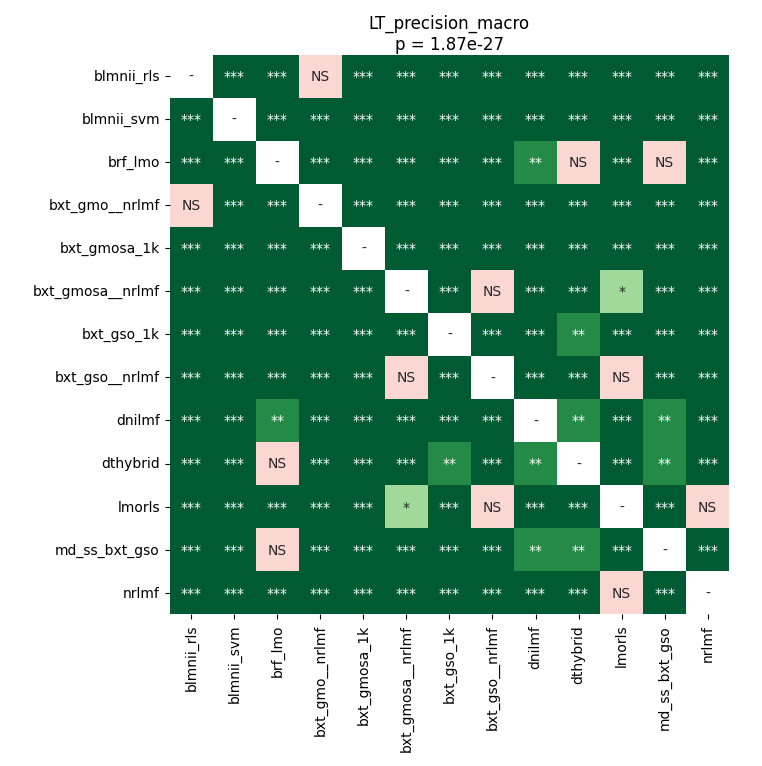 LT_precision_macro
p = 1.87e-27
blmnii_rls - *** *** NS *** *** *** *** *** *** *** *** ***
blmnii_svm *** - *** *** *** *** *** *** *** *** *** *** ***
brf_lmo *** *** - *** *** *** *** *** ** NS *** NS ***
bxt_gmo__nrlmf NS *** *** - *** *** *** *** *** *** *** *** ***
bxt_gmosa_1k *** *** *** *** - *** *** *** *** *** *** *** ***
bxt_gmosa__nrlmf *** *** *** *** *** - *** NS *** *** * *** ***
bxt_gso_1k *** *** *** *** *** *** - *** *** ** *** *** ***
bxt_gso__nrlmf *** *** *** *** *** NS *** - *** *** NS *** ***
dnilmf *** *** ** *** *** *** *** *** - ** *** ** ***
dthybrid *** *** NS *** *** *** ** *** ** - *** ** ***
lmorls *** *** *** *** *** * *** NS *** *** - *** NS
md_ss_bxt_gso *** *** NS *** *** *** *** *** ** ** *** - ***
nrlmf *** *** *** *** *** *** *** *** *** *** NS *** -
blmnii_rls
blmnii_svm
brf_lmo
bxt_gmo__nrlmf
bxt_gmosa_1k
bxt_gmosa__nrlmf
bxt_gso_1k
bxt_gso__nrlmf
dnilmf
dthybrid
lmorls
md_ss_bxt_gso
nrlmf